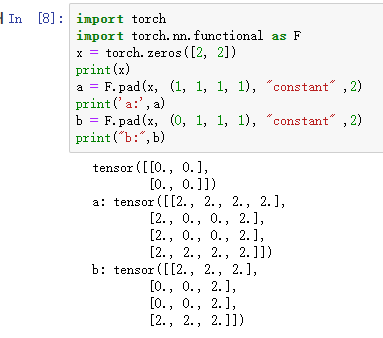 In [8]:
import torch
import torch.nn.functional as F
x = torch.zeros([2, 2])
print(x)
a = F.pad(x, (1, 1, 1, 1), "constant" ,2)
print('a:',a)
b = F.pad(x, (0, 1, 1, 1), "constant" ,2)
print("b:",b)
tensor([[0., 0.],
[0., 0.]])
a: tensor([[2., 2., 2., 2.],
[2., 0., 0., 2.],
[2., 0., 0., 2.],
[2., 2., 2., 2.]])
b: tensor([[2., 2., 2.],
[0., 0., 2.],
[0., 0., 2.],
[2., 2., 2.]])